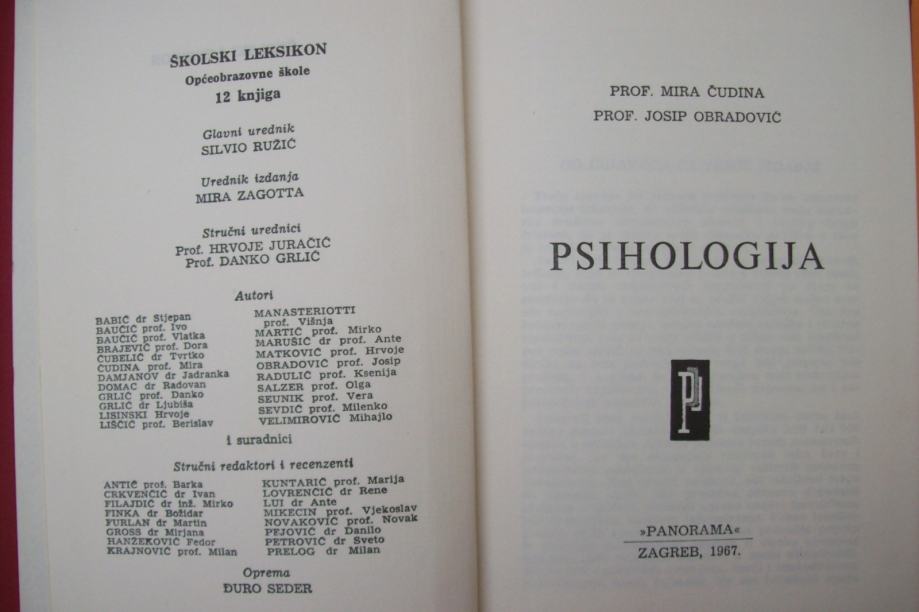 ŠKOLSKI LEKSIKON
Općeobrazovne škole
12 knjiga
Glavni urednik
SILVIO RUŽIĆ
Urednik izdanja
MIRA ZAGOTTA
Stručni urednici
Prof. HRVOJE JURAČIĆ
Prof. DANKO GRLIĆ
Autori
BABIĆ dr Stjepan
BAUČIĆ prof. Ivo
BAUČIĆ prof. Vlatka
BRAJEVIĆ prof. Dora
ČUBELIĆ dr Tvrtko
ČUDINA prof. Mira
DAMJANOV dr Jadranka
DOMAC dr Radovan
GRLIĆ prof. Danko
GRLIĆ dr Ljubiša
LISINSKI Hrvoje
LIŠČIĆ prof. Berislav
MANASTERIOTTI
prof. Višnja
MARTIĆ prof. Mirko
MARUŠIĆ dr prof. Ante
MATKOVIĆ prof. Hrvoje
OBRADOVIĆ prof. Josip
RADULIĆ prof. Ksenija
SALZER prof. Olga
SEUNIK prof. Vera
SEVDIĆ prof. Milenko
VELIMIROVIĆ Mihajlo
i suradnici
Stručni redaktori i recenzenti
ANTIĆ prof. Barka
CRKVENČIĆ dr Ivan
FILAJDIĆ dr inž. Mirko
FINKA dr Božidar
FURLAN dr Martin
GROSS dr Mirjana
HANŽEKOVIĆ Fedor
KRAJNOVIĆ prof. Milan
KUNTARIĆ prof. Marija
LOVRENČIĆ dr Rene
LUI dr Ante
MIKECIN prof. Vjekoslav
NOVAKOVIĆ prof. Novak
PEJOVIĆ dr Danilo
PETROVIĆ dr Sveto
PRELOG dr Milan
Oprema
ĐURO SEDER
PROF. MIRA ČUDINA
PROF. JOSIP OBRADOVIĆ
PSIHOLOGIJA
»PANORAMA«
ZAGREB, 1967.